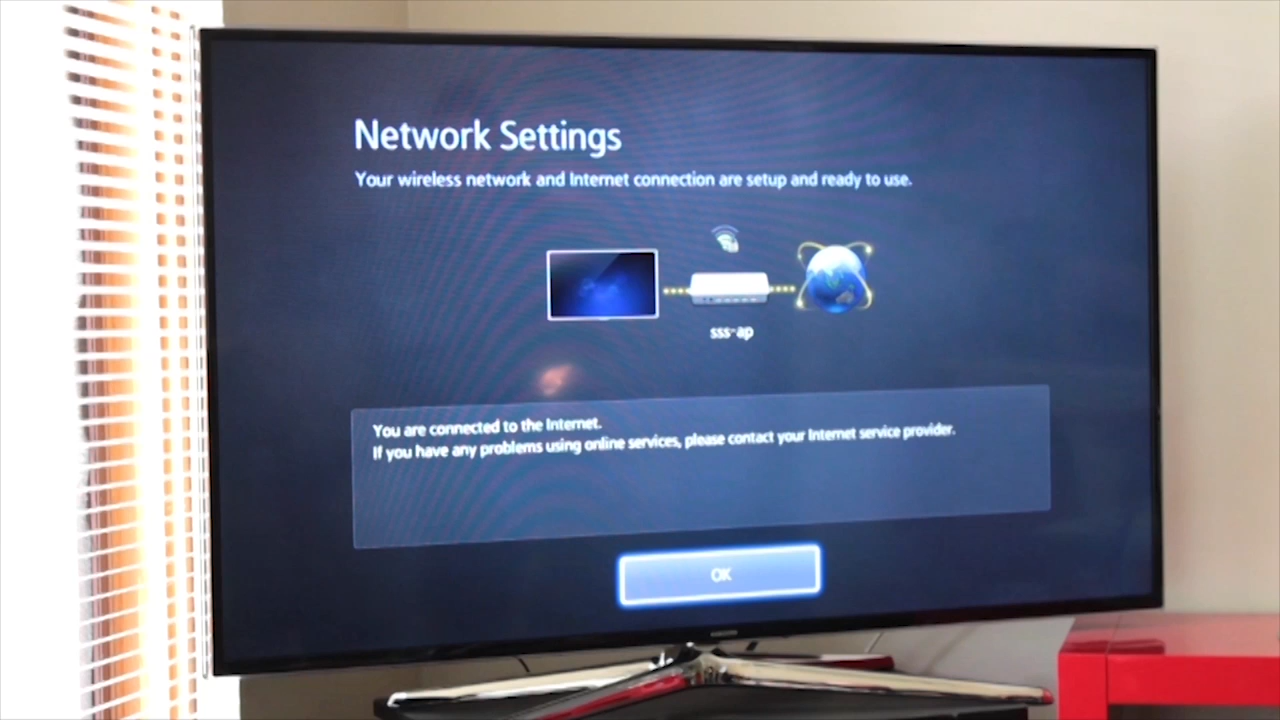 Network Settings
Your wireless network and Internet connection are setup and ready to use.
sss-ap
You are connected to the Internet.
If you have any problems using online services, please contact your Internet service provider.
OK
SAMSUNG